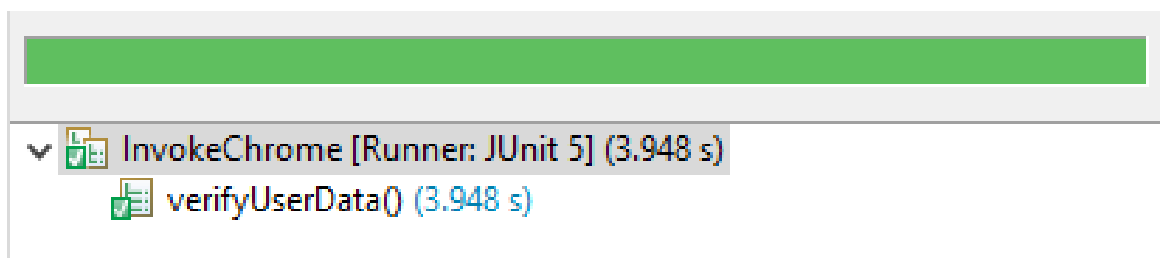 InvokeChrome [Runner: JUnit 5] (3.948 s)
verifyUserData() (3.948 s)